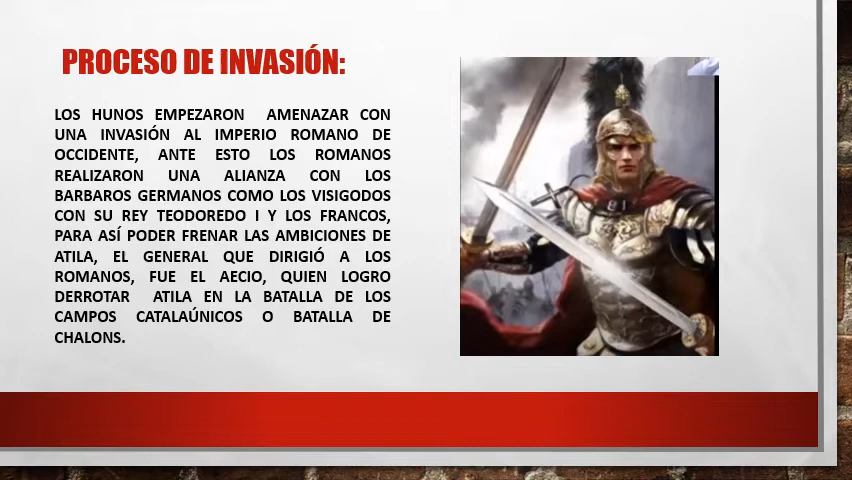 PROCESO DE INVASIÓN:
LOS HUNOS EMPEZARON AMENAZAR CON
UNA INVASIÓN AL IMPERIO ROMANO DE
OCCIDENTE, ANTE ESTO LOS ROMANOS
REALIZARON UNA ALIANZA CON LOS
BARBAROS GERMANOS COMO LOS VISIGODOS
CON SU REY TEODOREDO I Y LOS FRANCOS,
PARA ASÍ PODER FRENAR LAS AMBICIONES DE
ATILA, EL GENERAL QUE DIRIGIÓ A LOS
ROMANOS, FUE EL AECIO, QUIEN LOGRO
DERROTAR ATILA EN LA BATALLA DE LOS
CAMPOS CATALAÚNICOS O BATALLA DE
CHALONS.